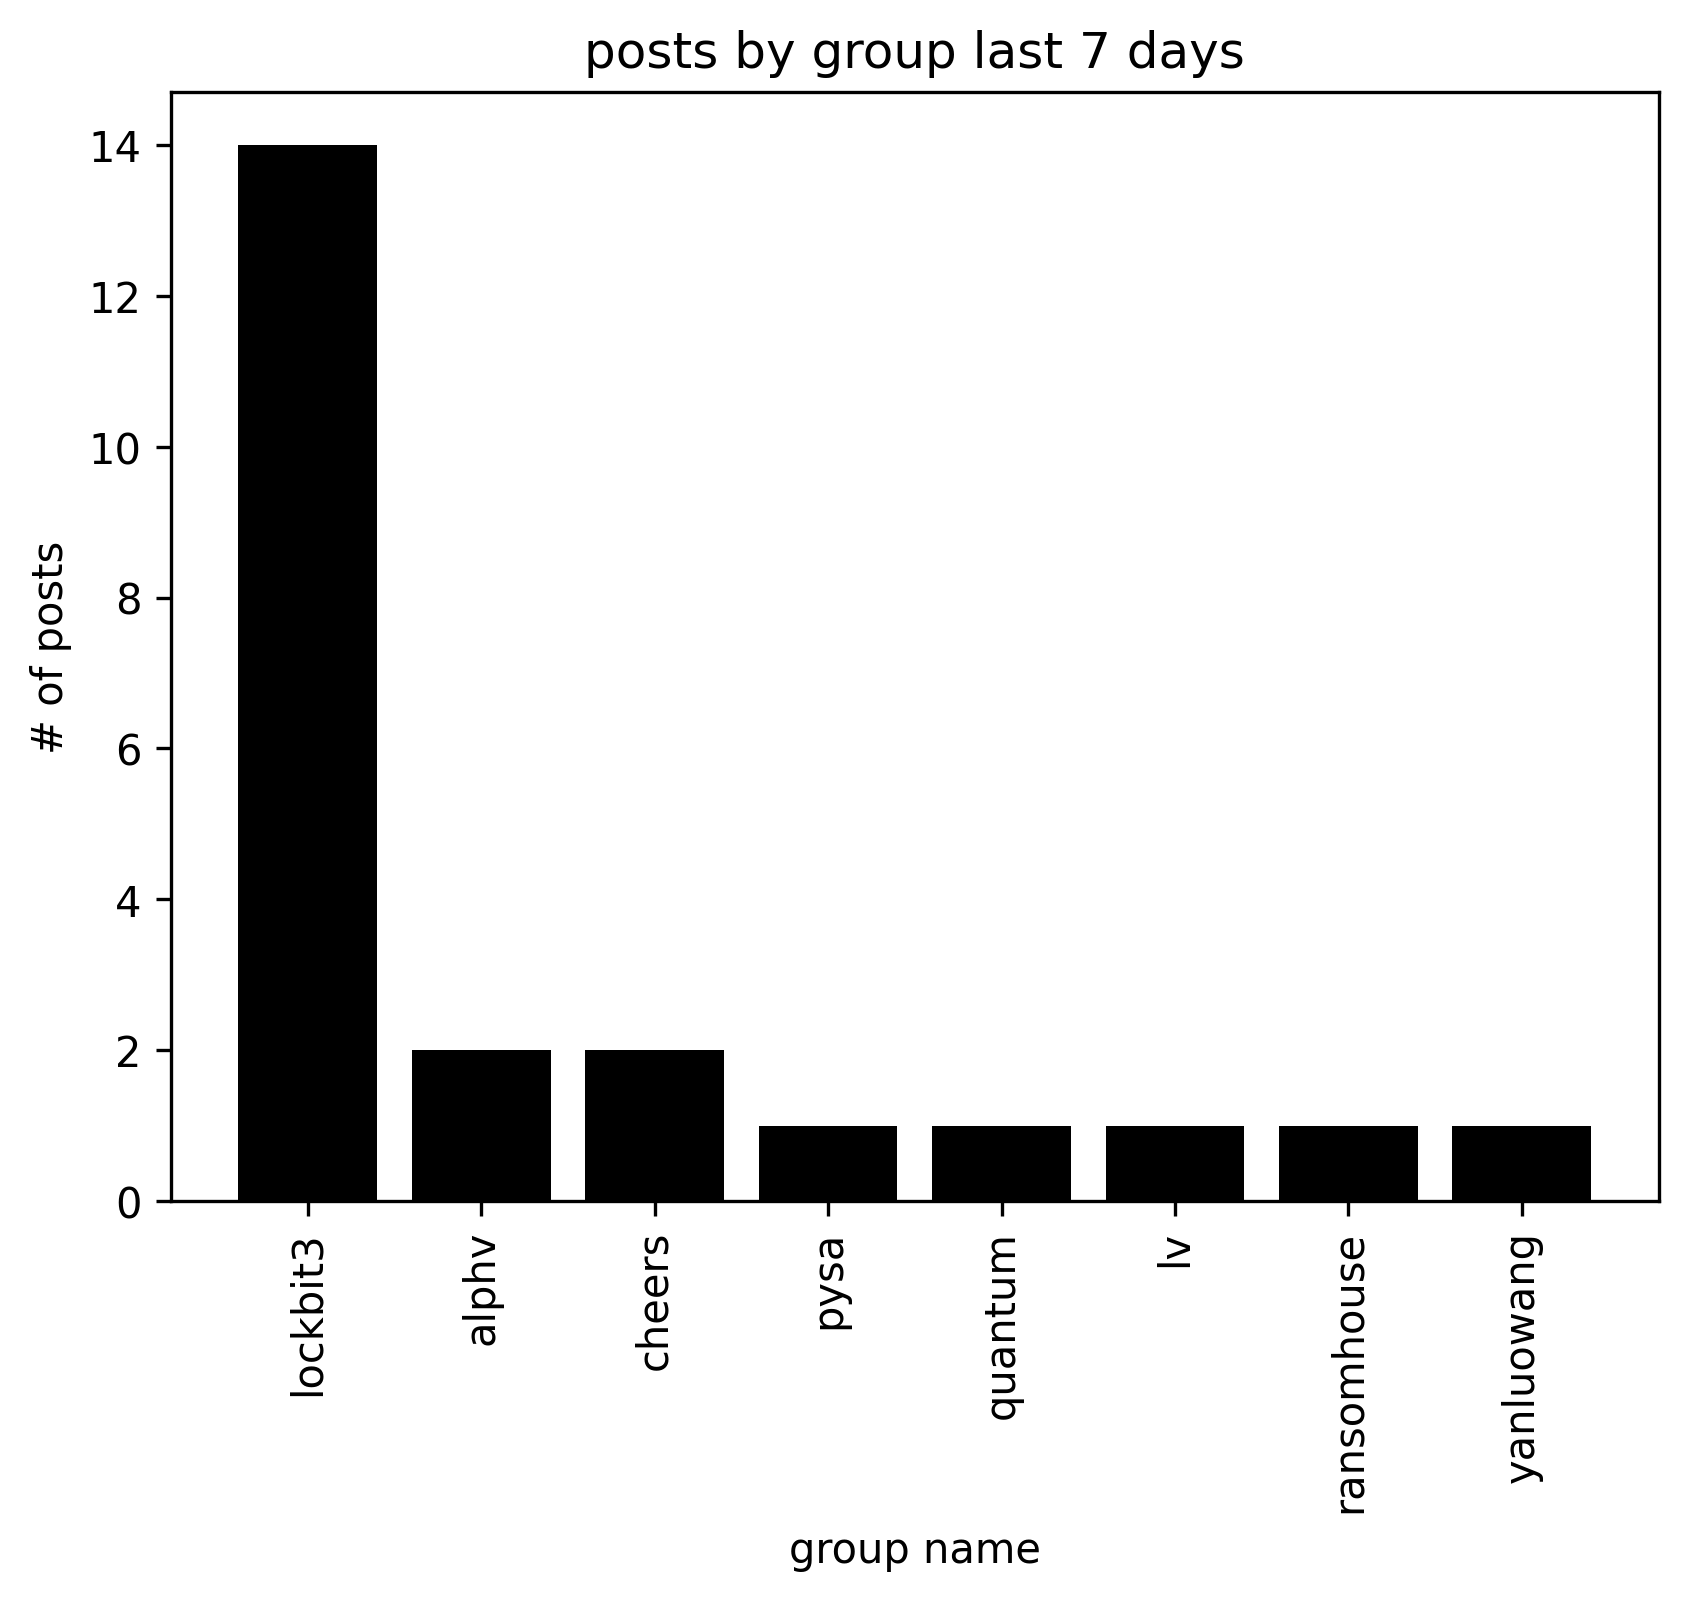 posts by group last 7 days
14
12
10
8
6
4
2
0
# of posts
lockbit3
alphv
cheers
pysa
quantum
lv
ransomhouse
yanluowang
group name